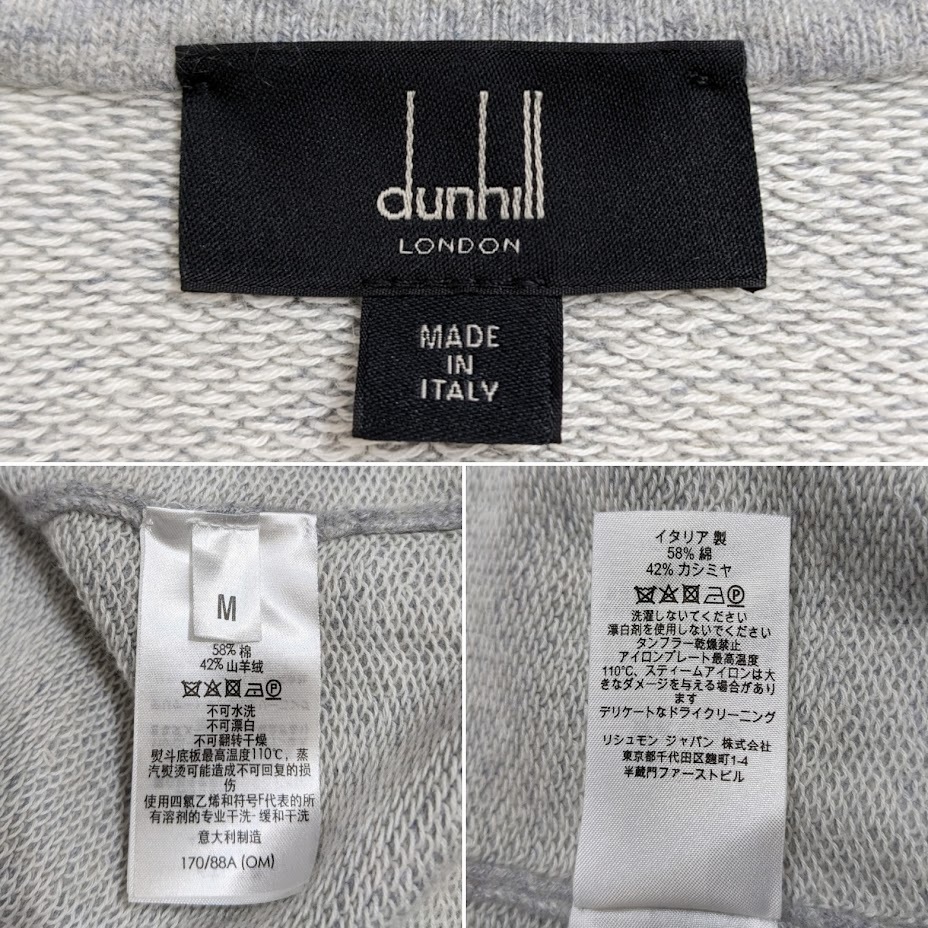 dunhill
LONDON
MADE
IN
ITALY
M
58% 棉
42% 山羊绒
不可水洗
不可漂白
不可翻转干燥
熨斗底板最高温度110℃，蒸
汽熨烫可能造成不可回复的损
伤
使用四氯乙烯和符号F代表的所
有溶剂的专业干洗-缓和干洗
意大利制造
170/88A (OM)
イタリア 製
58% 綿
42% カシミヤ
洗濯しないてください
漂白剤を使用しないでください
タンフラー乾燥禁止
アイロンプレート最高温度
110℃、スティームアイロンは大
きなダメージを与える場合があり
ます
デリケートなドライクリーニング
リシュモン ジャパン 株式会社
東京都千代田区麹町1-4
半蔵門ファーストビル